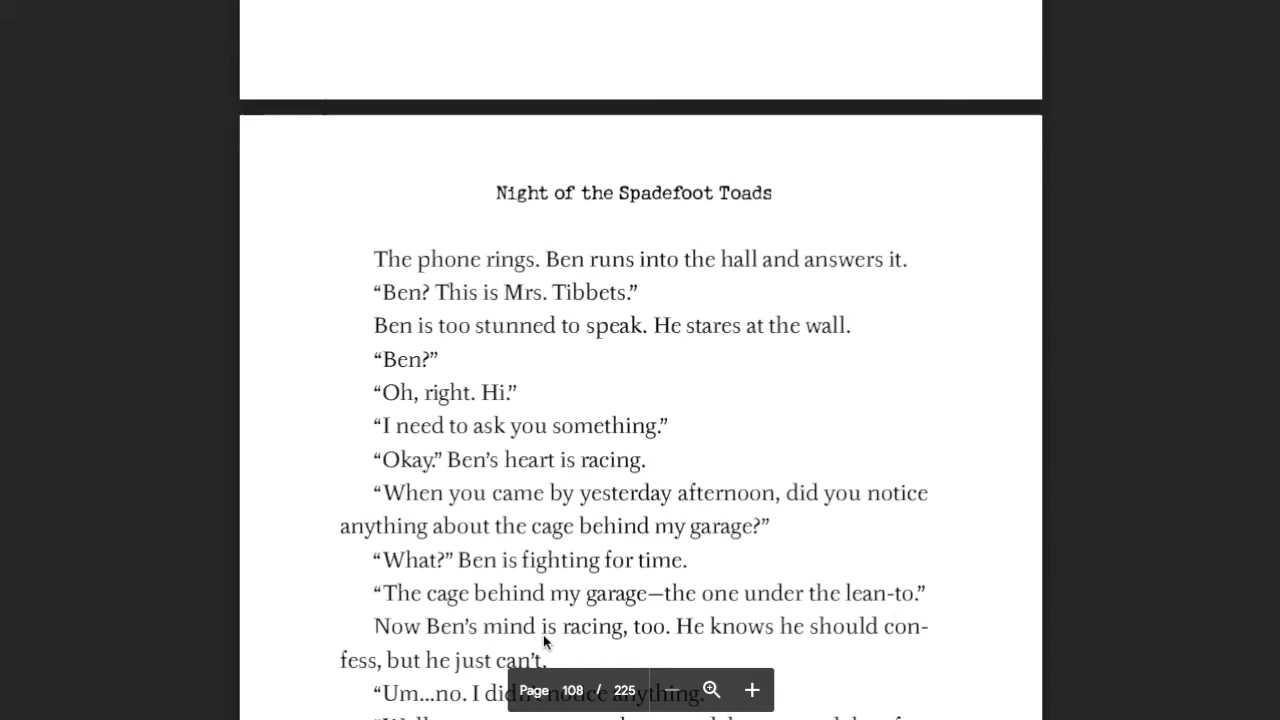 Night of the Spadefoot Toads
The phone rings. Ben runs into the hall and answers it.
“Ben? This is Mrs. Tibbets.”
Ben is too stunned to speak. He stares at the wall.
“Ben?”
“Oh, right. Hi.”
“I need to ask you something.”
“Okay.” Ben’s heart is racing.
“When you came by yesterday afternoon, did you notice
anything about the cage behind my garage?”
“What?” Ben is fighting for time.
“The cage behind my garage—the one under the lean-to.”
Now Ben’s mind is racing, too. He knows he should con-
fess, but he just can’t.
“Um...no. I didn’t notice anything.”
Page 108 / 225